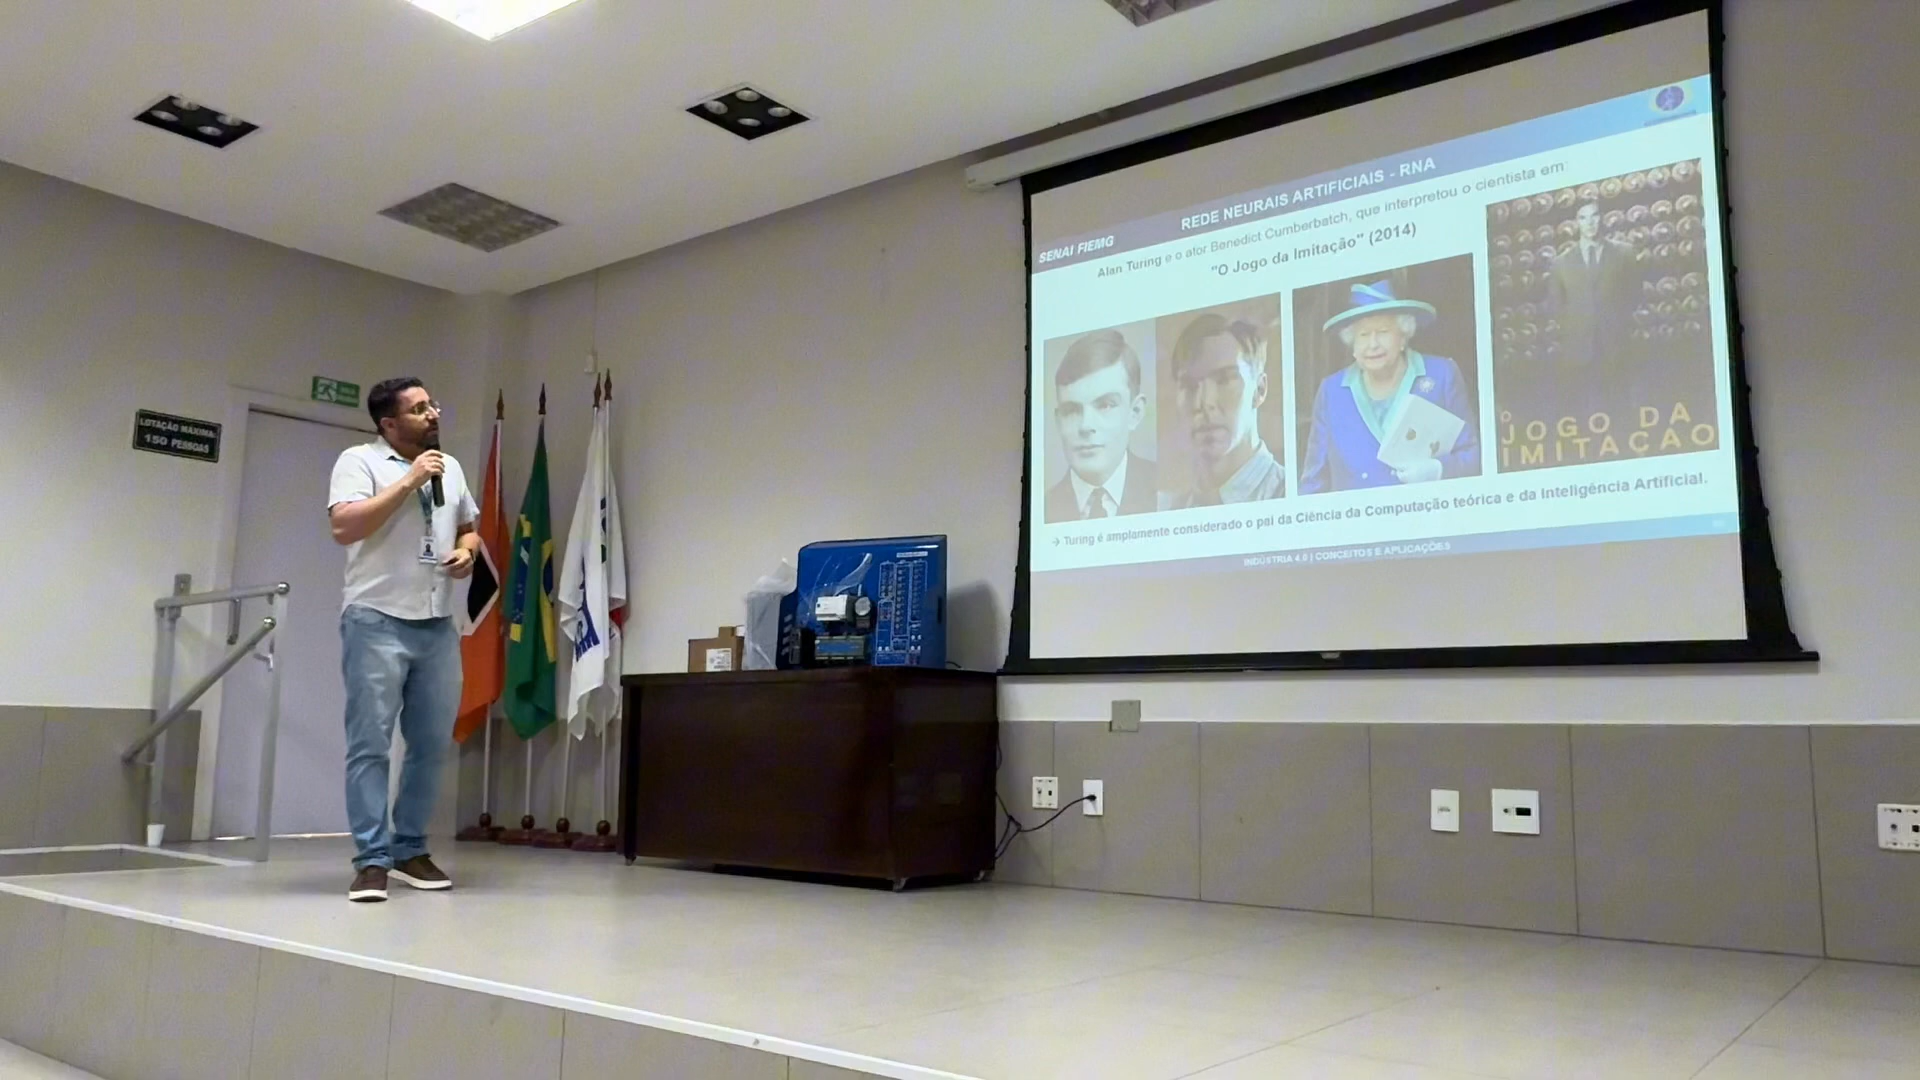 LOTAÇÃO MÁXIMA:
150 PESSOAS
SENAI FIEMG
REDE NEURAIS ARTIFICIAIS - RNA
Alan Turing e o ator Benedict Cumberbatch, que interpretou o cientista em:
"O Jogo da Imitação" (2014)
O
JOGO DA
IMITAÇÃO
→ Turing é amplamente considerado o pai da Ciência da Computação teórica e da Inteligência Artificial.
INDÚSTRIA 4.0 | CONCEITOS E APLICAÇÕES